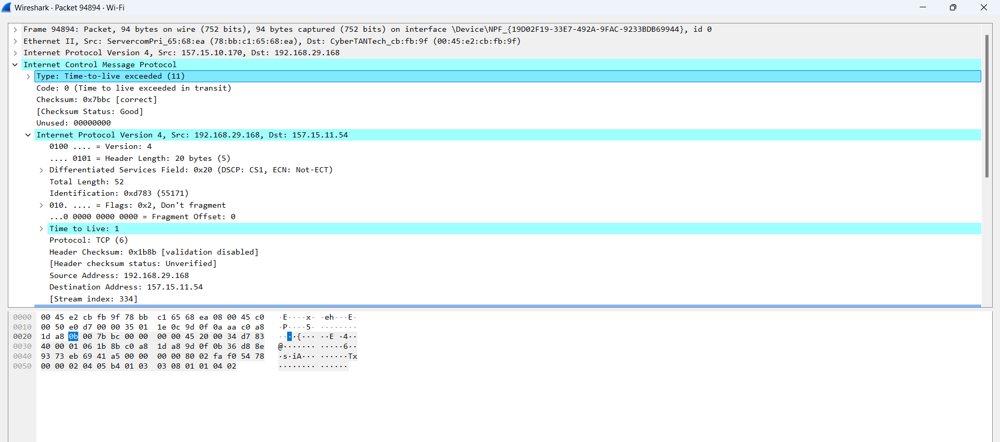 Wireshark · Packet 94894 · Wi-Fi
Frame 94894: Packet, 94 bytes on wire (752 bits), 94 bytes captured (752 bits) on interface \Device\NPF_{19D02F19-33E7-492A-9FAC-9233BDB69944}, id 0
Ethernet II, Src: ServercomPri_65:68:ea (78:bb:c1:65:68:ea), Dst: CyberTANTech_cb:fb:9f (00:45:e2:cb:fb:9f)
Internet Protocol Version 4, Src: 157.15.10.170, Dst: 192.168.29.168
Internet Control Message Protocol
Type: Time-to-live exceeded (11)
Code: 0 (Time to live exceeded in transit)
Checksum: 0x7bbc [correct]
[Checksum Status: Good]
Unused: 00000000
Internet Protocol Version 4, Src: 192.168.29.168, Dst: 157.15.11.54
0100 .... = Version: 4
.... 0101 = Header Length: 20 bytes (5)
Differentiated Services Field: 0x20 (DSCP: CS1, ECN: Not-ECT)
Total Length: 52
Identification: 0xd783 (55171)
010. .... = Flags: 0x2, Don't fragment
...0 0000 0000 0000 = Fragment Offset: 0
Time to Live: 1
Protocol: TCP (6)
Header Checksum: 0x1b8b [validation disabled]
[Header checksum status: Unverified]
Source Address: 192.168.29.168
Destination Address: 157.15.11.54
[Stream index: 334]
0000 00 45 e2 cb fb 9f 78 bb c1 65 68 ea 08 00 45 c0 ·E····x· ·eh···E·
0010 00 50 e0 d7 00 00 35 01 1e 0c 9d 0f 0a aa c0 a8 ·P····5· ········
0020 1d a8 0b 00 7b bc 00 00 00 00 45 20 00 34 d7 83 ····{··· ··E ·4··
0030 40 00 01 06 1b 8b c0 a8 1d a8 9d 0f 0b 36 d8 8e @······· ·····6··
0040 93 73 eb 69 41 a5 00 00 00 00 80 02 fa f0 54 78 ·s·iA··· ······Tx
0050 00 00 02 04 05 b4 01 03 03 08 01 01 04 02 ········ ······